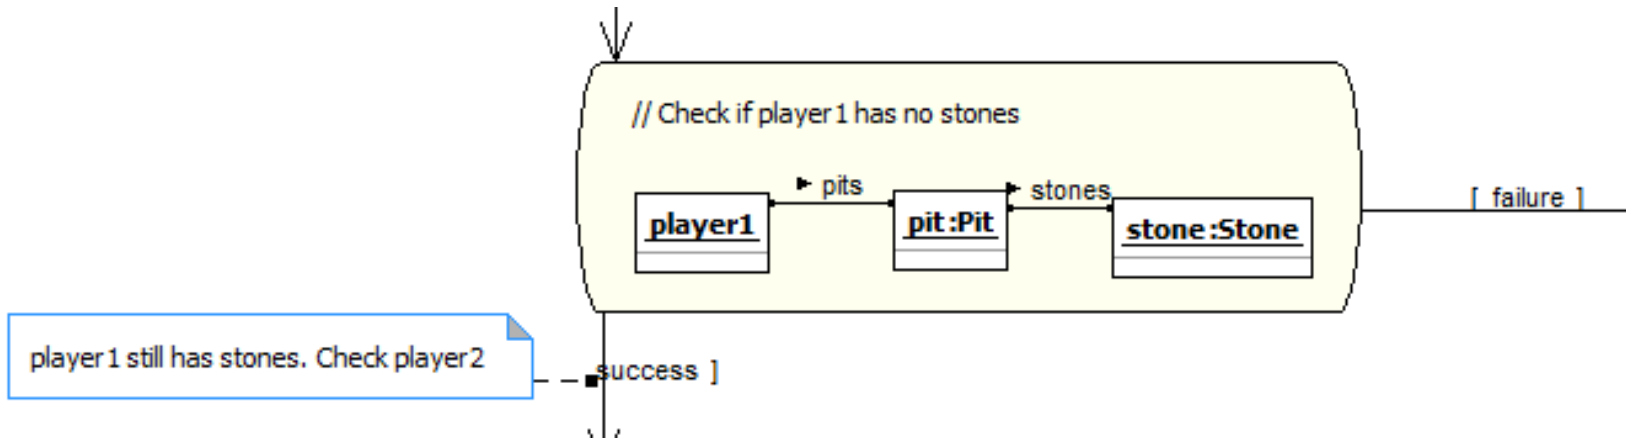 // Check if player1 has no stones
pits
stones
player1
pit :Pit
stone :Stone
[ failure ]
player1 still has stones. Check player2
success ]